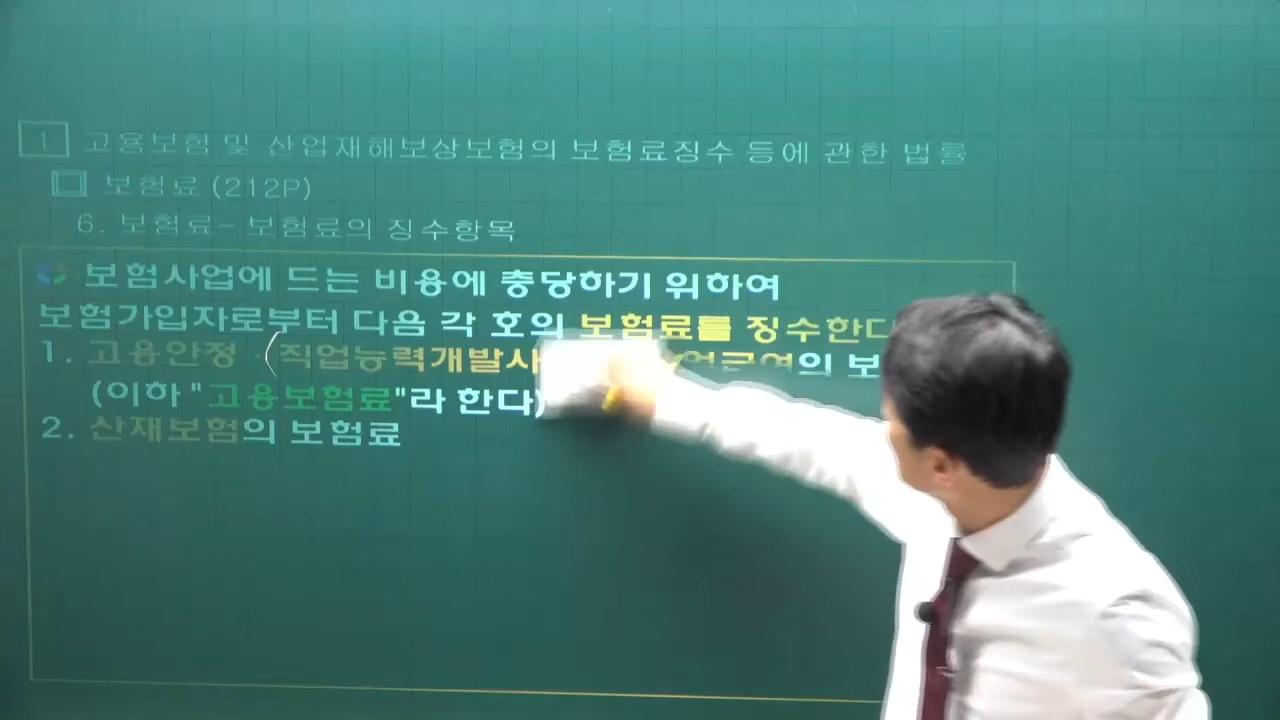 1 고용보험 및 산업재해보상보험의 보험료징수 등에 관한 법률
보험료 (212P)
6. 보험료- 보험료의 징수항목
보험사업에 드는 비용에 충당하기 위하여
보험가입자로부터 다음 각 호의 보험료를 징수한다
1. 고용안정 (직업능력개발사 의 보
(이하 "고용보험료"라 한다)
2. 산재보험의 보험료